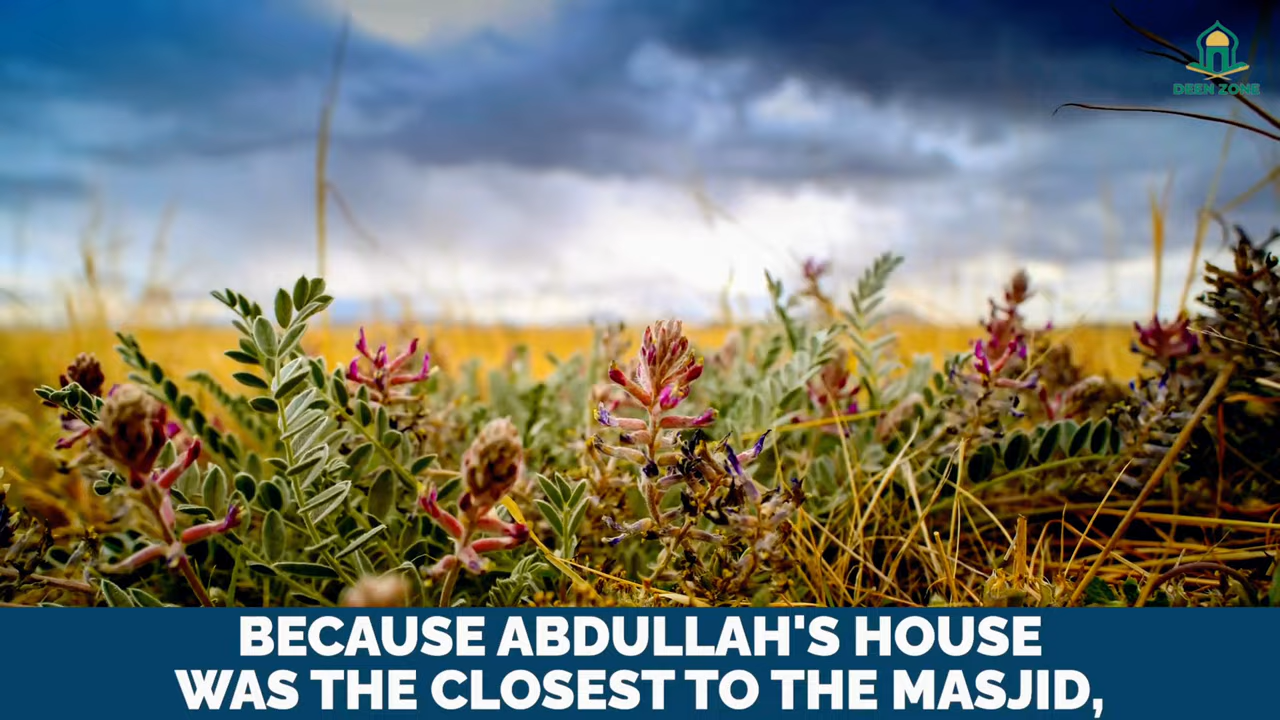 DEEN ZONE
BECAUSE ABDULLAH'S HOUSE
WAS THE CLOSEST TO THE MASJID,